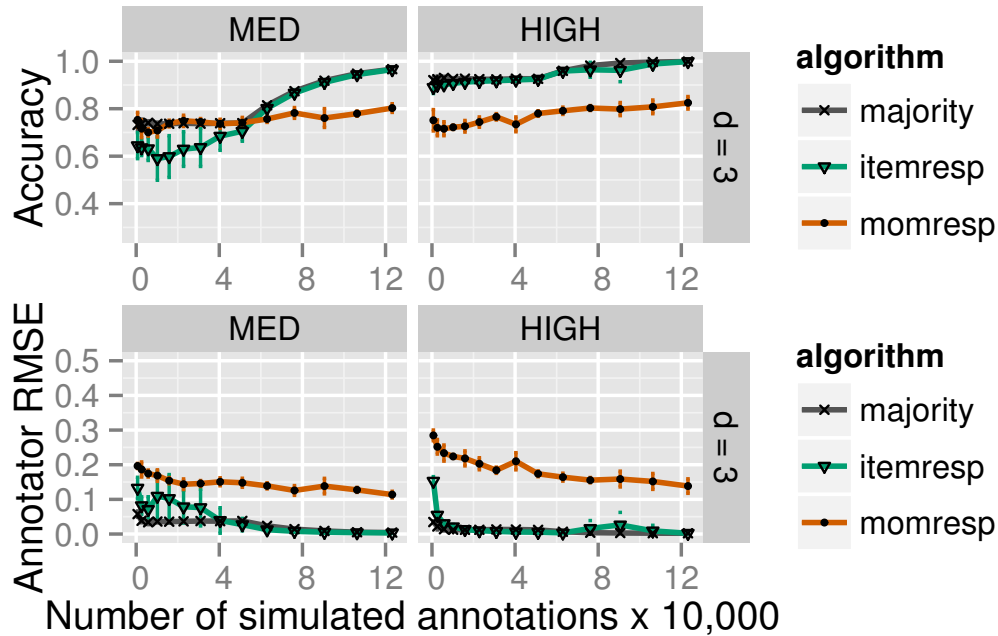 MED
HIGH
Accuracy
1.0
0.8
0.6
0.4
d = 3
0
4
8
12
0
4
8
12
algorithm
majority
itemresp
momresp
MED
HIGH
Annotator RMSE
0.5
0.4
0.3
0.2
0.1
0.0
d = 3
0
4
8
12
0
4
8
12
algorithm
majority
itemresp
momresp
Number of simulated annotations x 10,000